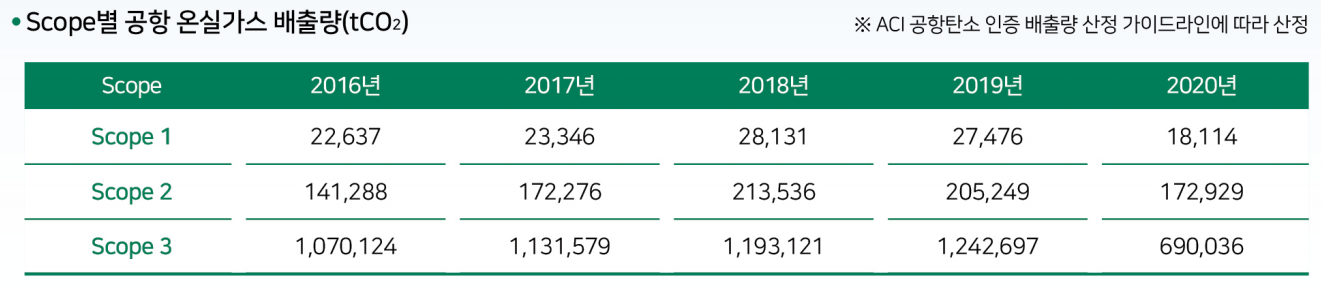 • Scope별 공항 온실가스 배출량(tCO₂)
※ ACI 공항탄소 인증 배출량 산정 가이드라인에 따라 산정
Scope 2016년 2017년 2018년 2019년 2020년
Scope 1 22,637 23,346 28,131 27,476 18,114
Scope 2 141,288 172,276 213,536 205,249 172,929
Scope 3 1,070,124 1,131,579 1,193,121 1,242,697 690,036